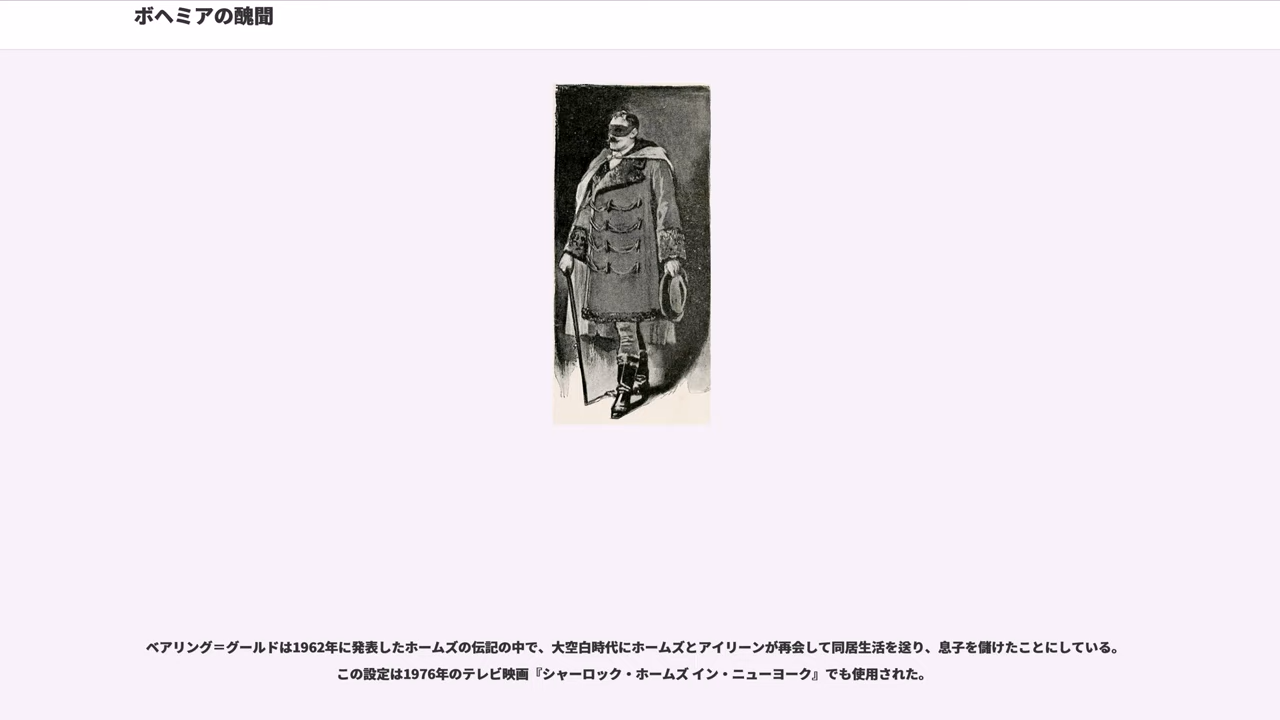 ボヘミアの醜聞
ベアリング＝グールドは1962年に発表したホームズの伝記の中で、大空白時代にホームズとアイリーンが再会して同居生活を送り、息子を儲けたことにしている。
この設定は1976年のテレビ映画『シャーロック・ホームズ イン・ニューヨーク』でも使用された。